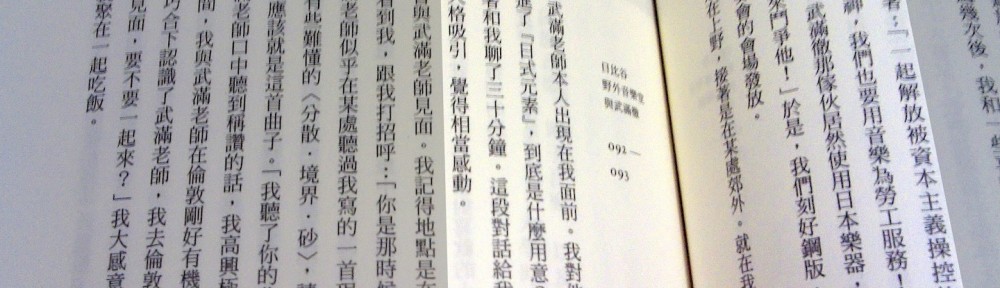 幾次後，我和一
，『一起解放被資本主義操控
神，我們也要用音樂為勞工服務！
武滿徹那傢伙居然使用日本樂器，
來鬥爭他！」於是，我們刻好鋼版
會的會場發放。
在上野，接著是在某處郊外。就在我
日比谷
野外音樂堂
與武滿徹
092—
093
武滿老師本人出現在我面前。我對他
進了『日式元素』，到底是什麼用意？
著和我聊了三十分鐘。這段對話給我
人格吸引，覺得相當感動。
會與武滿老師見面。我記得地點是在
看到我，跟我打招呼：「你是那時候
老師似乎在某處聽過我寫的一首現
有此難懂的〈分散．境界．砂〉，
應該就是這首曲子。「我聽了你的
老師口中聽到稱讚的話，我高興極
間，我與武滿老師在倫敦剛好有機
巧合下認識了武滿老師，我去倫敦
見面，要不要一起來？」我大感意
在一起吃飯。